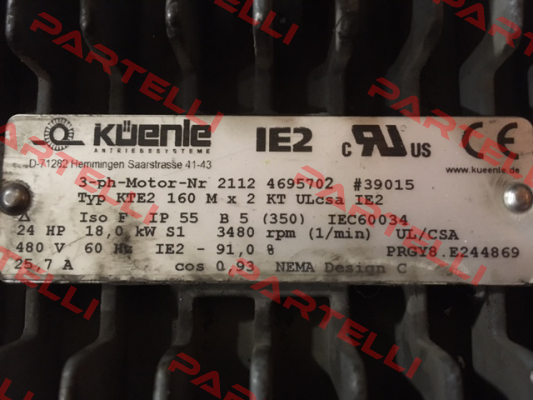 PARTELLI
küenle
ANTRIEBSSYSTEME
IE2
c RU US
CE
D-71282 Hemmingen Saarstrasse 41-43
www.kueenle.de
3-ph-Motor-Nr 2112 4695702 #39015
Typ KTE2 160 M x 2 KT ULcsa IE2
Δ Iso F IP 55 B 5 (350) IEC60034
24 HP 18,0 kW S1 3480 rpm (1/min) UL/CSA
480 V 60 Hz IE2 - 91,0 % PRGY8.E244869
25,7 A cos 0,93 NEMA Design C